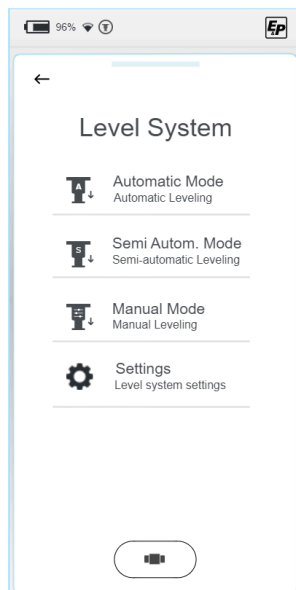 96% T
E&P
Level System
A
Automatic Mode
Automatic Leveling
S
Semi Autom. Mode
Semi-automatic Leveling
Manual Mode
Manual Leveling
Settings
Level system settings